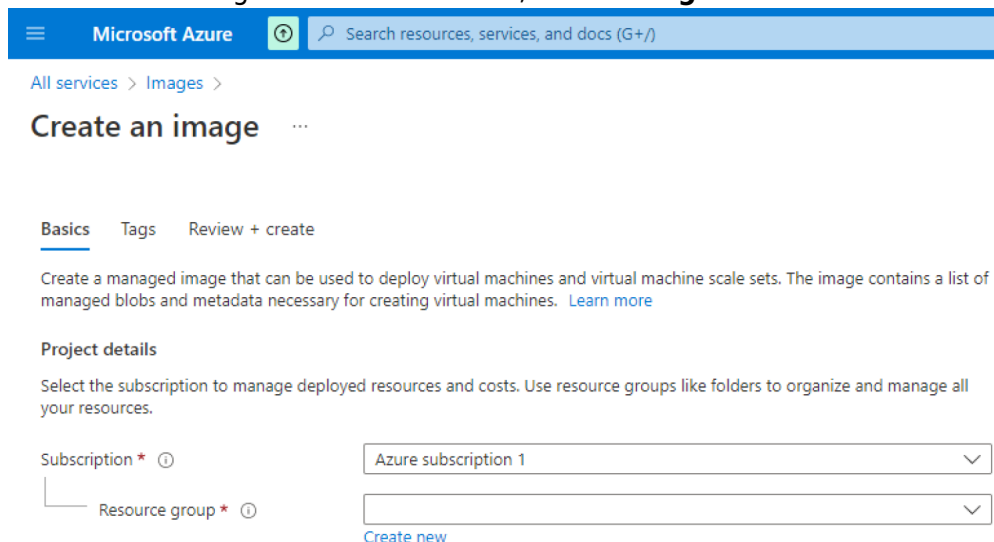 Microsoft Azure
Search resources, services, and docs (G+/)
All services > Images >
Create an image ...
Basics Tags Review + create
Create a managed image that can be used to deploy virtual machines and virtual machine scale sets. The image contains a list of
managed blobs and metadata necessary for creating virtual machines. Learn more
Project details
Select the subscription to manage deployed resources and costs. Use resource groups like folders to organize and manage all
your resources.
Subscription * Azure subscription 1
Resource group *
Create new